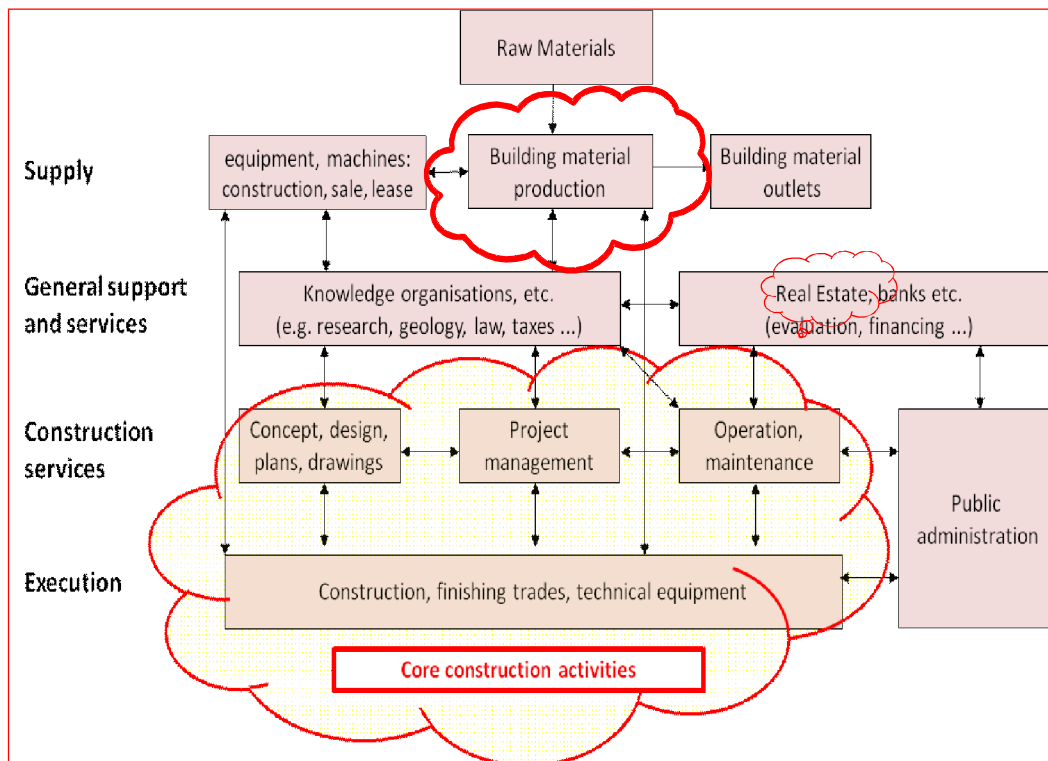 Raw Materials
Supply
equipment, machines:
construction, sale, lease
Building material
production
Building material
outlets
General support
and services
Knowledge organisations, etc.
(e.g. research, geology, law, taxes ...)
Real Estate, banks etc.
(evaluation, financing ...)
Construction
services
Concept, design,
plans, drawings
Project
management
Operation,
maintenance
Public
administration
Execution
Construction, finishing trades, technical equipment
Core construction activities